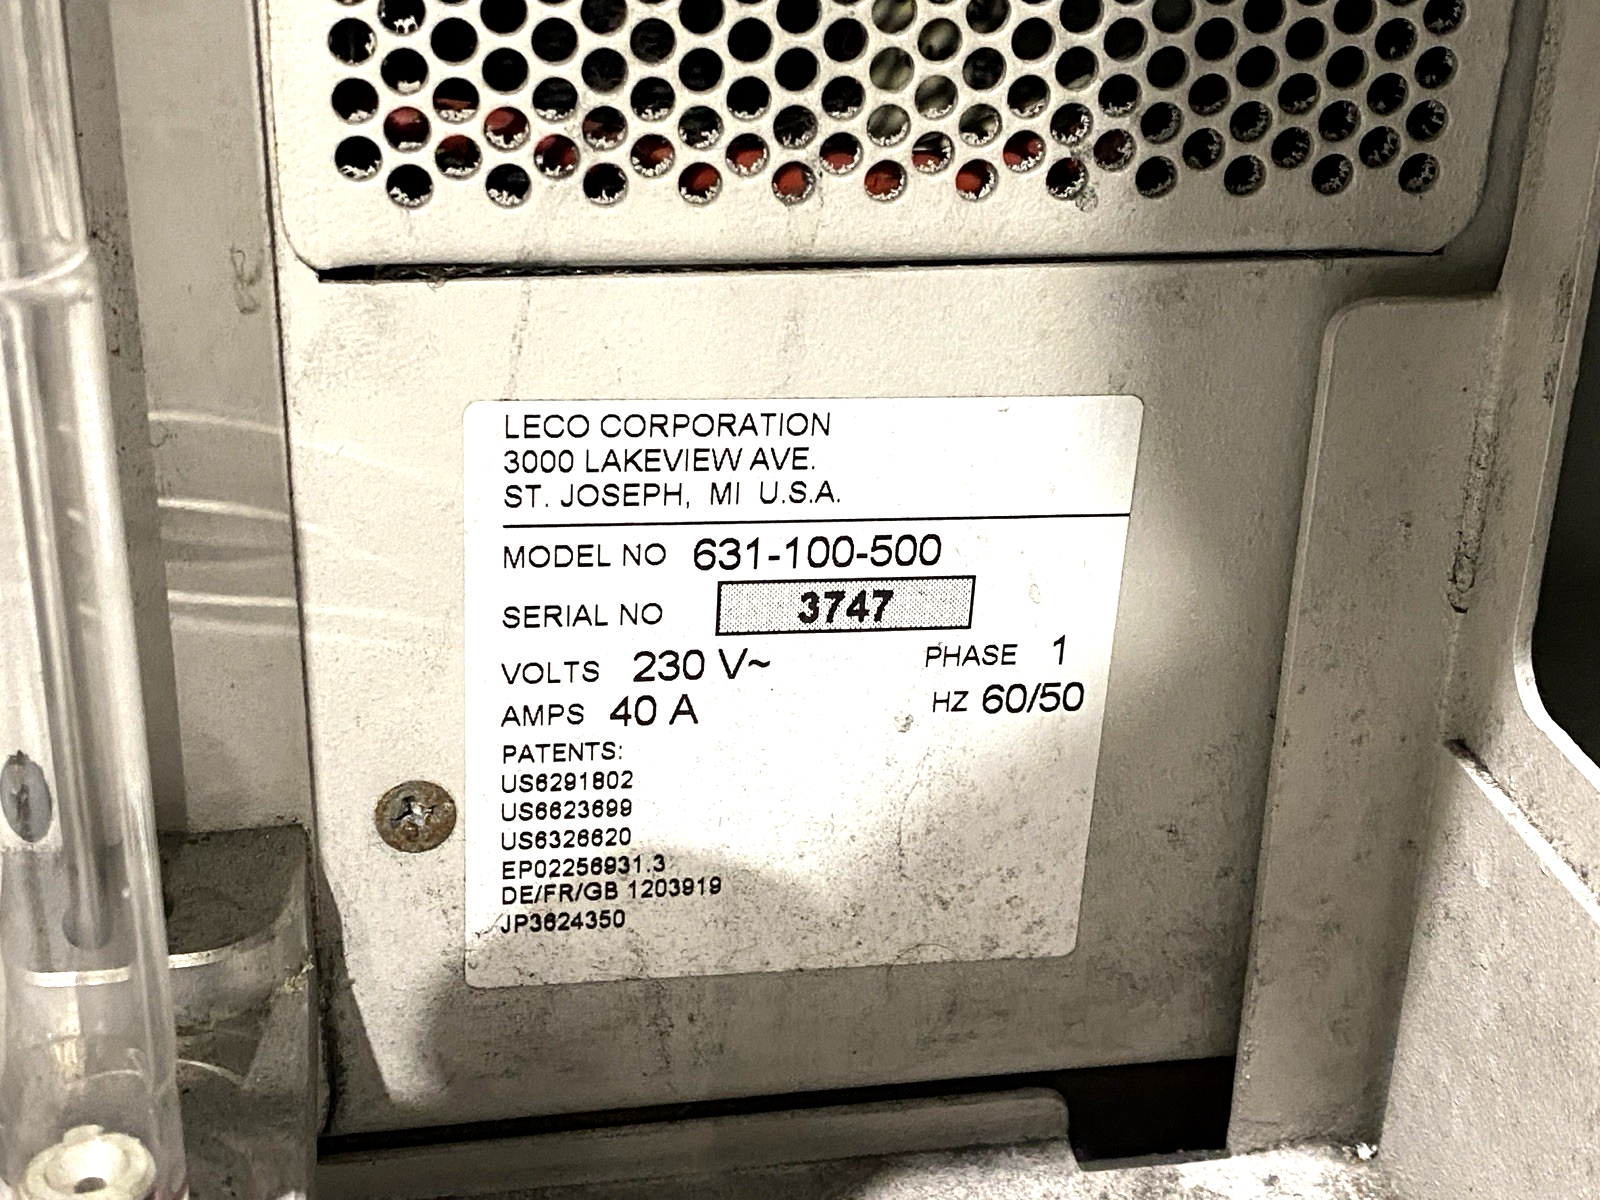 LECO CORPORATION
3000 LAKEVIEW AVE.
ST. JOSEPH, MI U.S.A.
MODEL NO 631-100-500
SERIAL NO 3747
VOLTS 230 V~ PHASE 1
AMPS 40 A HZ 60/50
PATENTS:
US6291802
US6623699
US6326620
EP02256931.3
DE/FR/GB 1203919
JP3624350